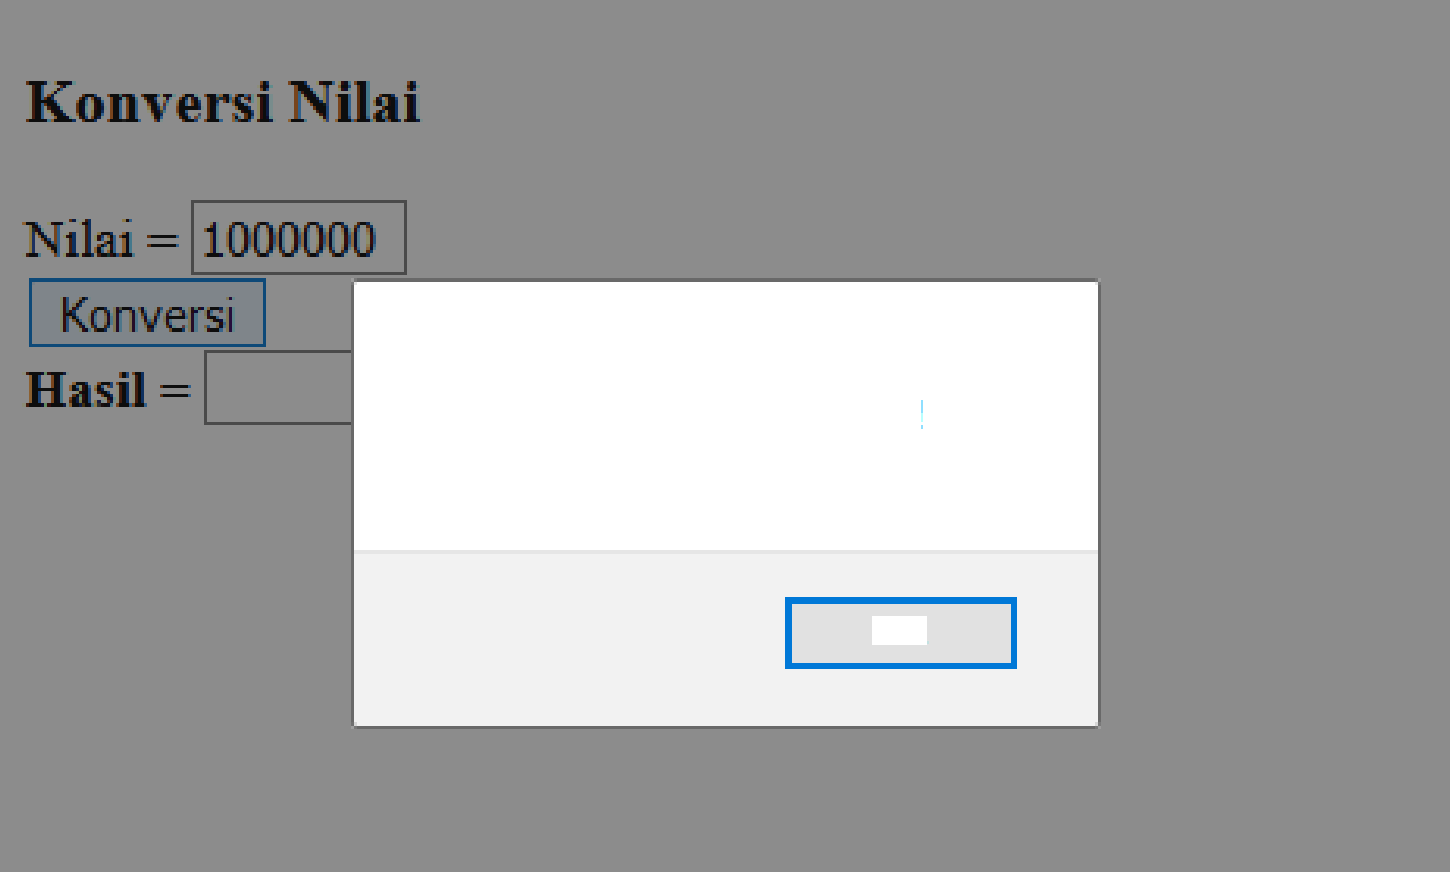 Konversi Nilai
Nilai = 1000000
Konversi
Hasil =